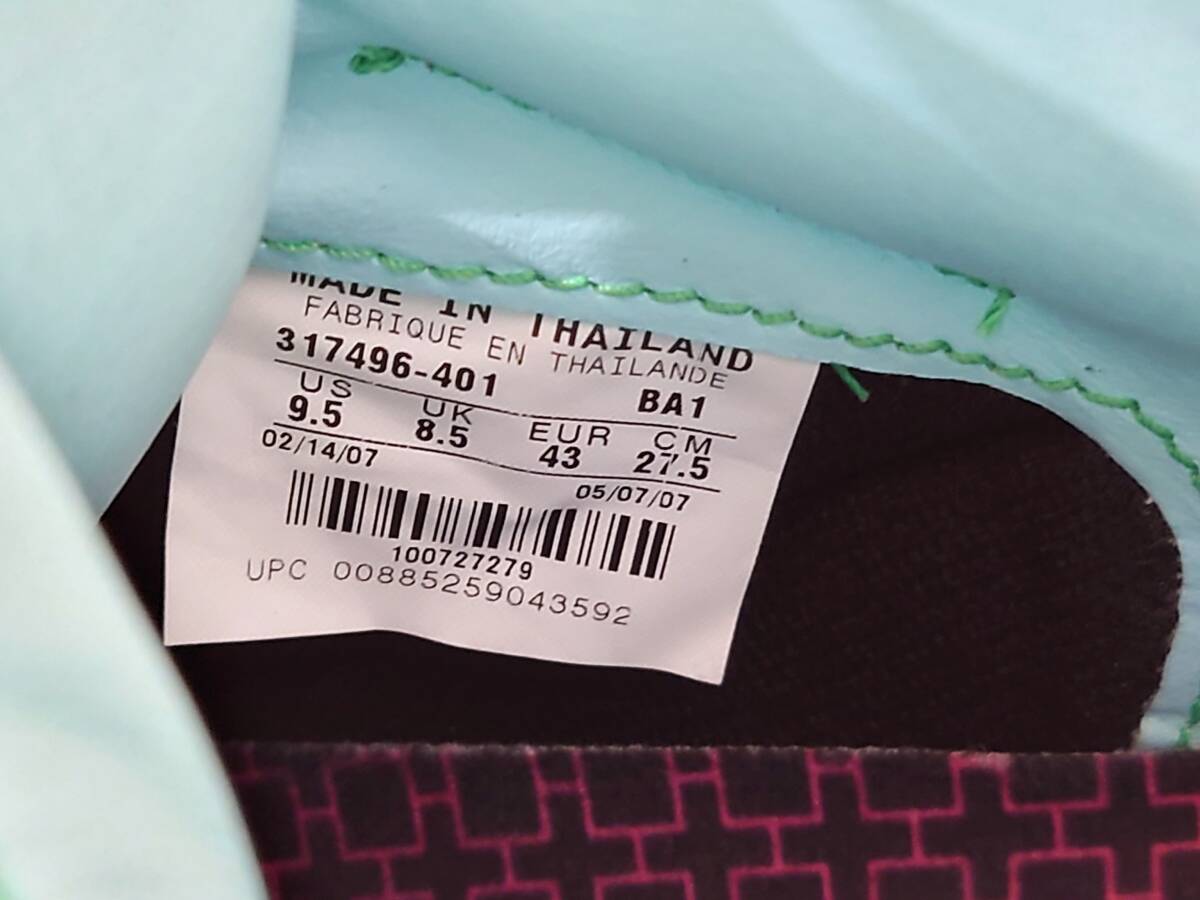 MADE IN THAILAND
FABRIQUE EN THAILANDE
317496-401 BA1
US UK EUR CM
9.5 8.5 43 27.5
02/14/07 05/07/07
100727279
UPC 00885259043592